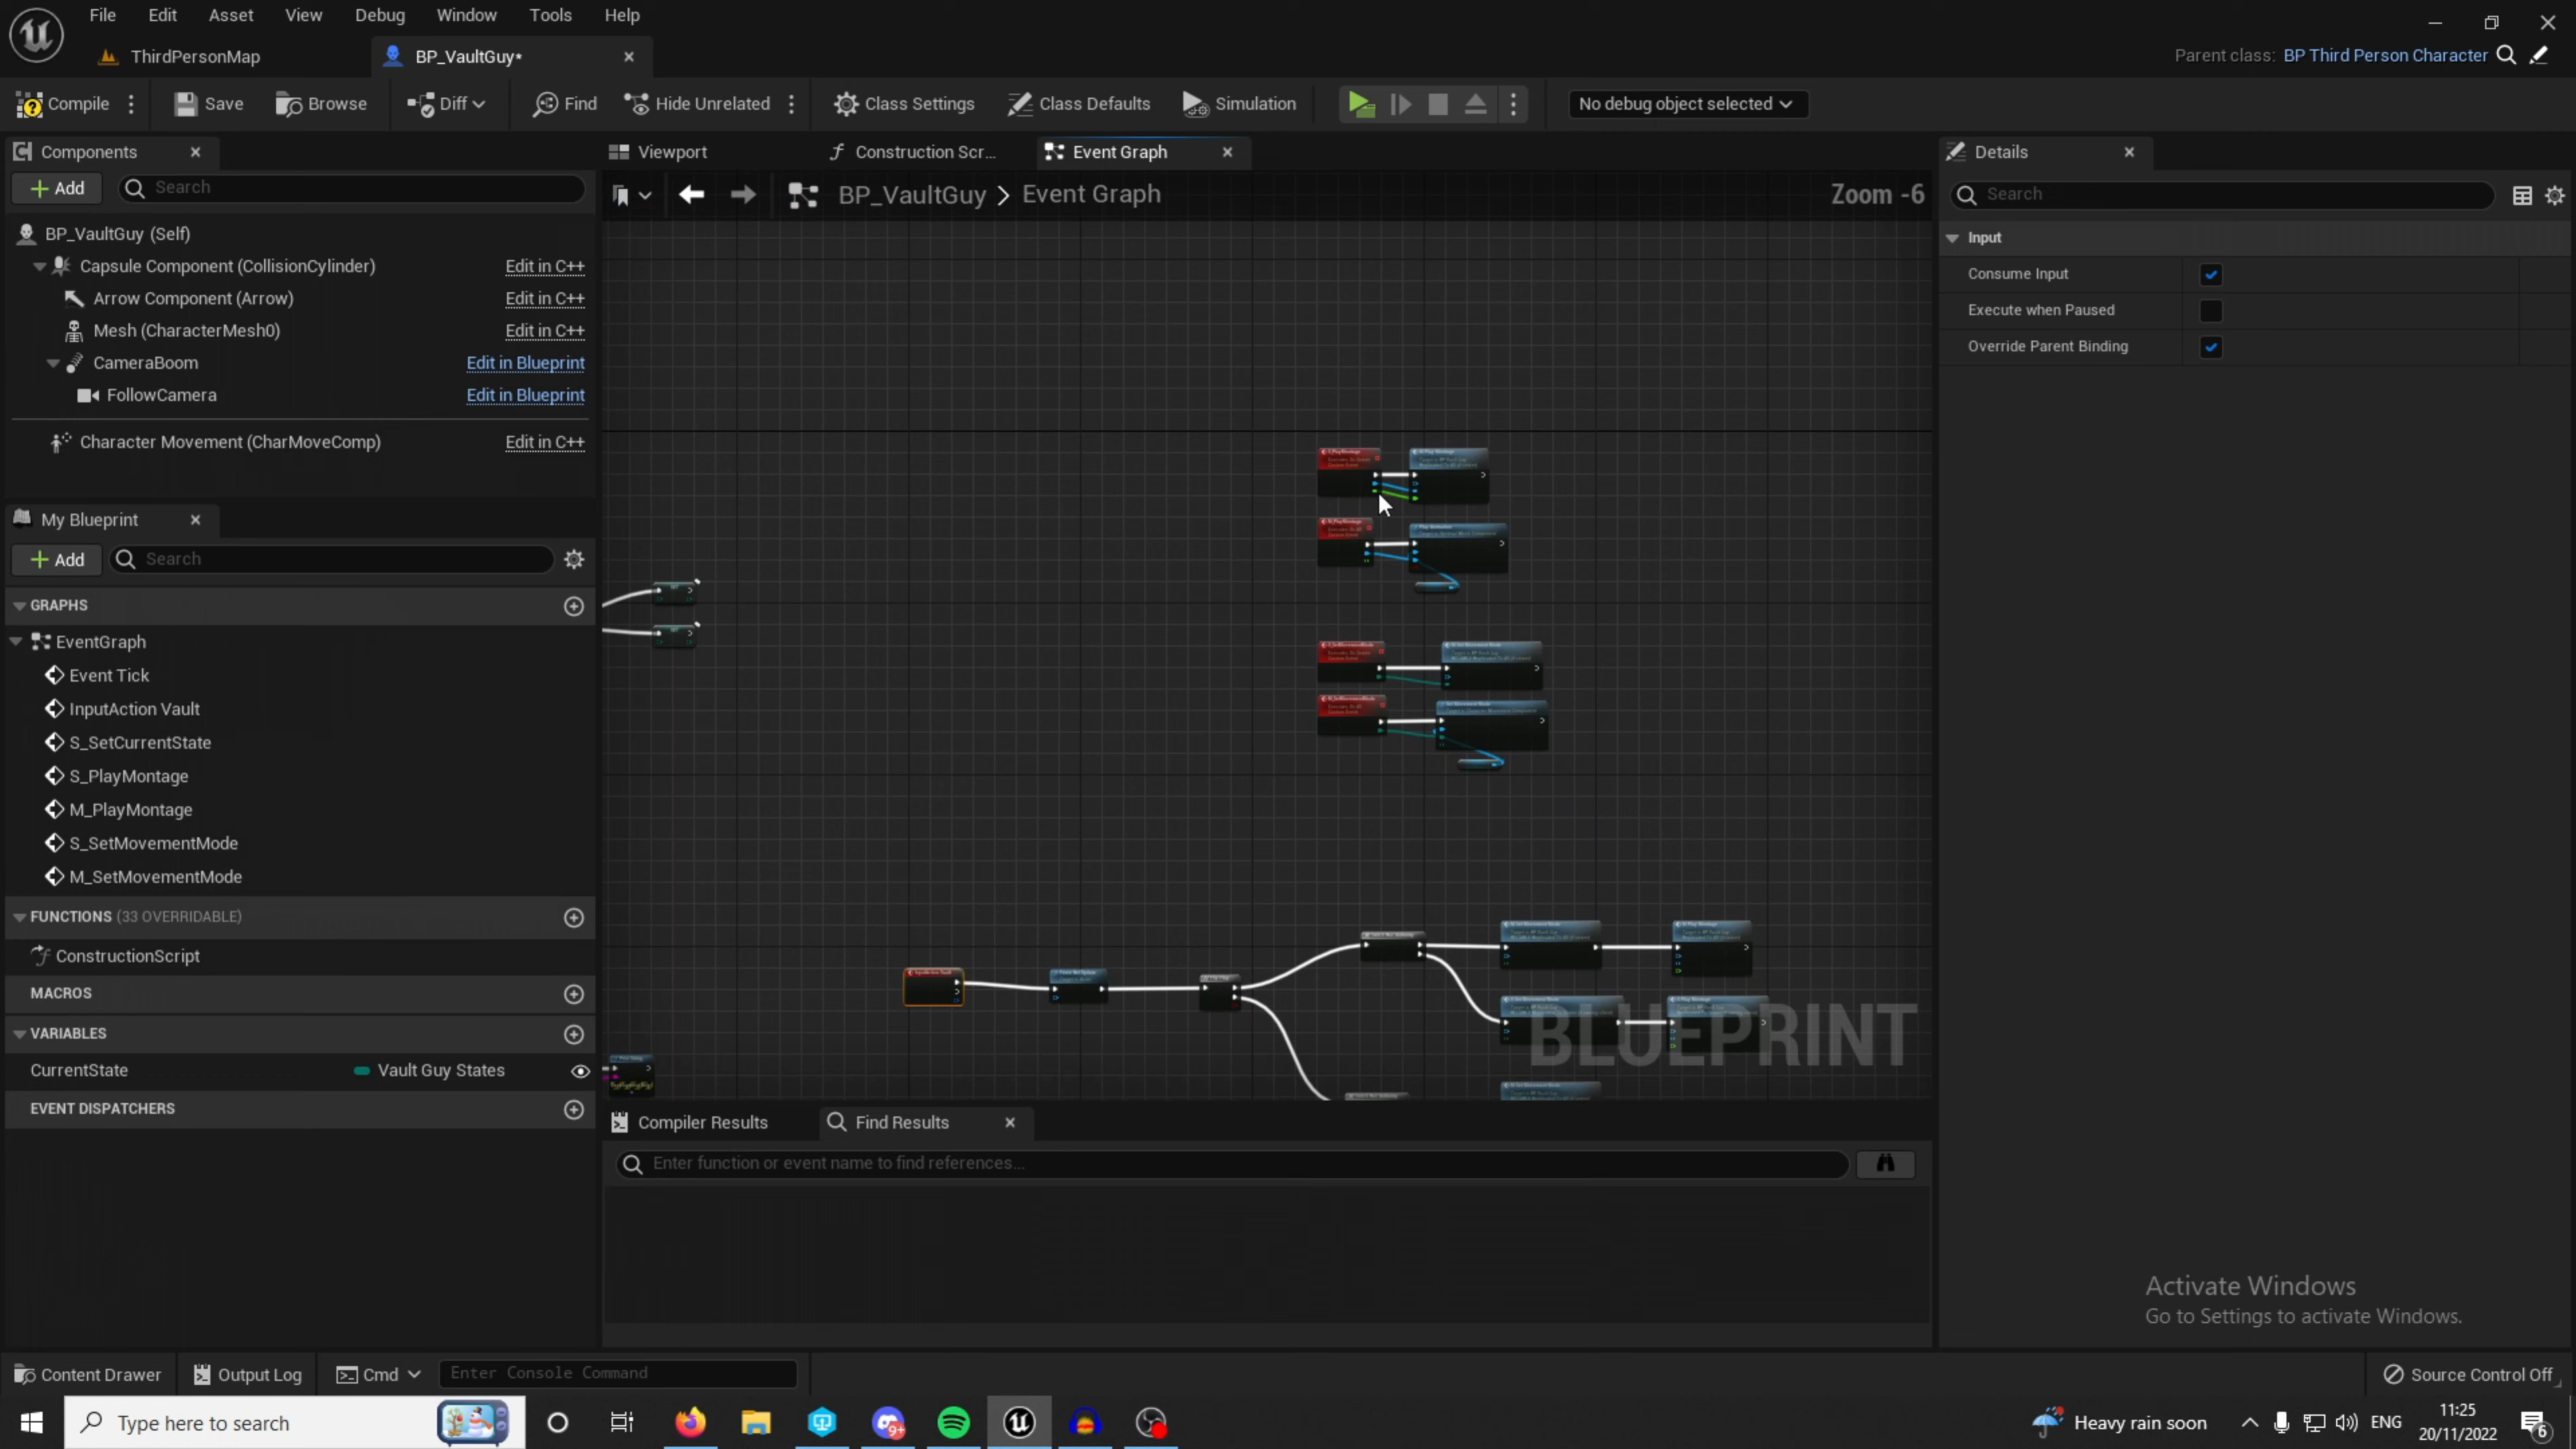 File Edit Asset View Debug Window Tools Help
ThirdPersonMap
BP_VaultGuy*
Parent class: BP Third Person Character
Compile Save Browse Diff Find Hide Unrelated Class Settings Class Defaults Simulation No debug object selected
Components
Viewport Construction Scr... Event Graph
Details
Add Search
BP_VaultGuy > Event Graph
Zoom -6
Search
BP_VaultGuy (Self)
Input
Capsule Component (CollisionCylinder) Edit in C++
Consume Input
Arrow Component (Arrow) Edit in C++
Execute when Paused
Mesh (CharacterMesh0) Edit in C++
Override Parent Binding
CameraBoom Edit in Blueprint
FollowCamera Edit in Blueprint
Character Movement (CharMoveComp) Edit in C++
My Blueprint
Add Search
GRAPHS
EventGraph
Event Tick
InputAction Vault
S_SetCurrentState
S_PlayMontage
M_PlayMontage
S_SetMovementMode
M_SetMovementMode
FUNCTIONS (33 OVERRIDABLE)
ConstructionScript
MACROS
VARIABLES
CurrentState Vault Guy States
EVENT DISPATCHERS
BLUEPRINT
Compiler Results Find Results
Enter function or event name to find references...
Activate Windows
Go to Settings to activate Windows.
Content Drawer Output Log Cmd Enter Console Command Source Control Off
Type here to search
9+
Heavy rain soon
ENG
11:25
20/11/2022
6